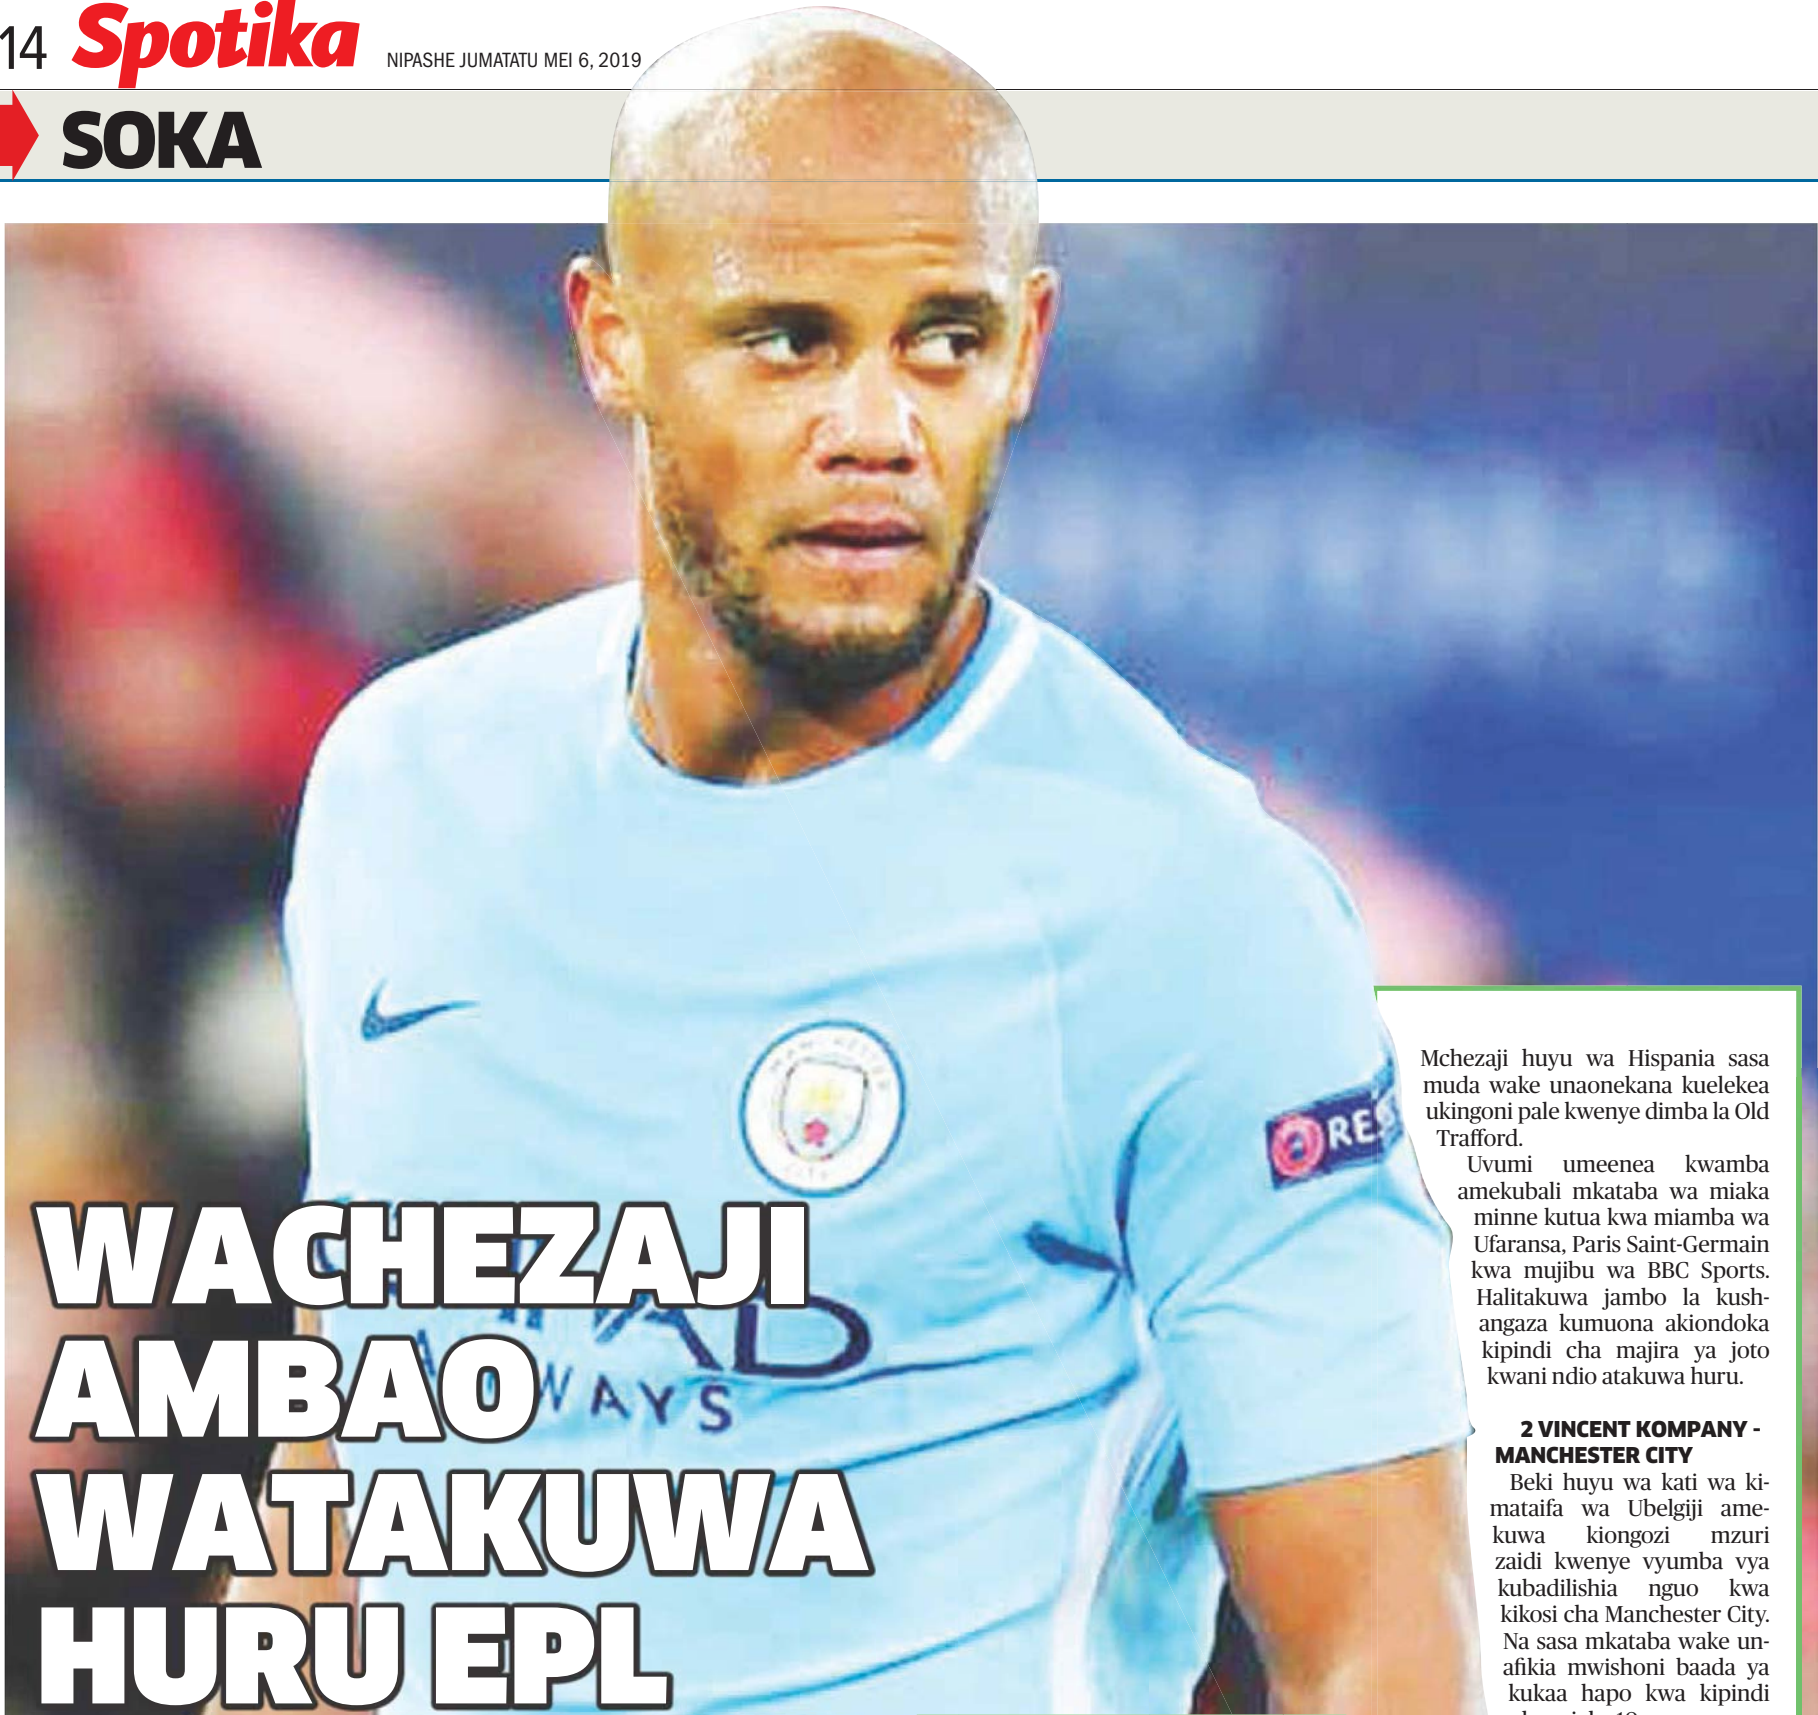 14 Spotika NIPASHE JUMATATU MEI 6, 2019
SOKA
RES
AD
WAYS
WACHEZAJI
AMBAO
WATAKUWA
HURU EPL
Mchezaji huyu wa Hispania sasa
muda wake unaonekana kuelekea
ukingoni pale kwenye dimba la Old
Trafford.
Uvumi umeenea kwamba
amekubali mkataba wa miaka
minne kutua kwa miamba wa
Ufaransa, Paris Saint-Germain
kwa mujibu wa BBC Sports.
Halitakuwa jambo la kush-
angaza kumuona akiondoka
kipindi cha majira ya joto
kwani ndio atakuwa huru.
2 VINCENT KOMPANY -
MANCHESTER CITY
Beki huyu wa kati wa ki-
mataifa wa Ubelgiji ame-
kuwa kiongozi mzuri
zaidi kwenye vyumba vya
kubadilishia nguo kwa
kikosi cha Manchester City.
Na sasa mkataba wake un-
afikia mwishoni baada ya
kukaa hapo kwa kipindi